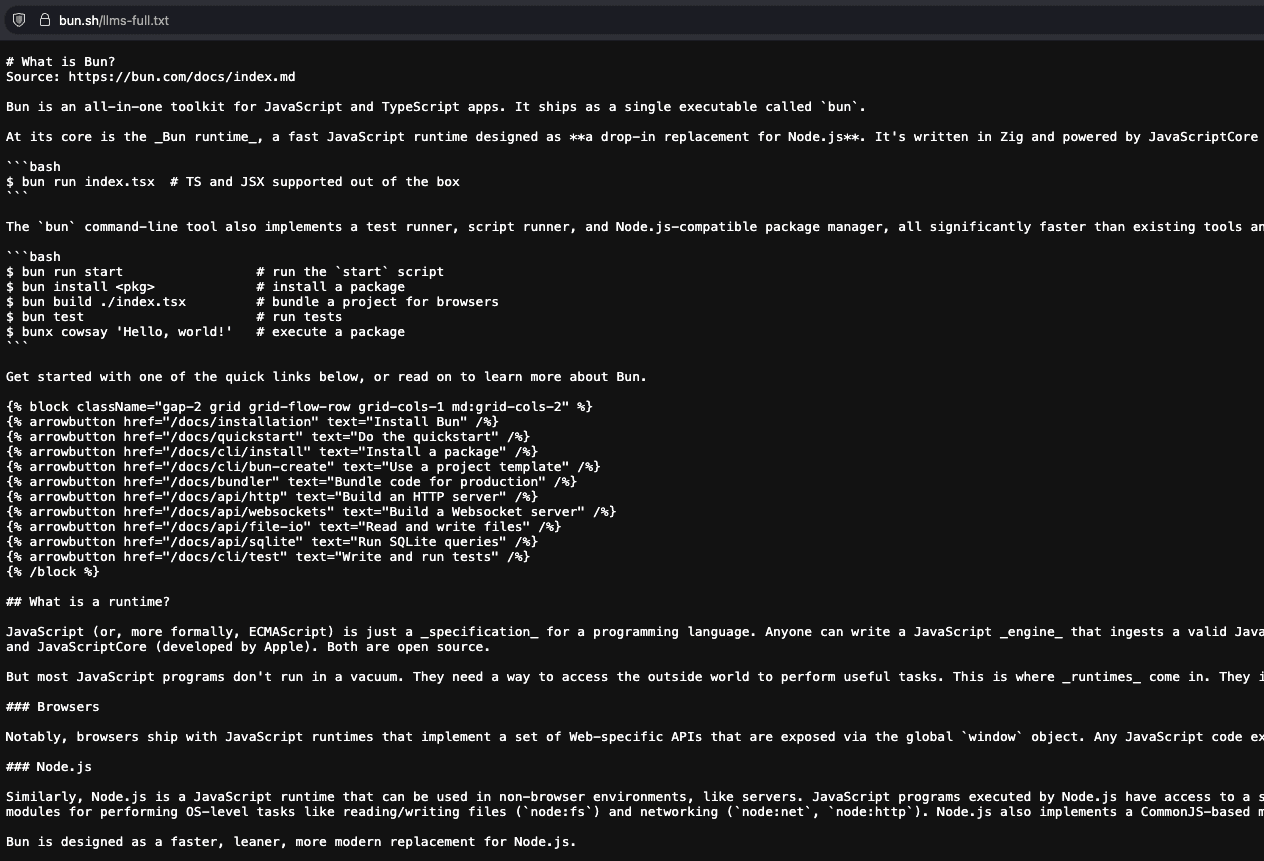 bun.sh/llms-full.txt
# What is Bun?
Source: https://bun.com/docs/index.md
Bun is an all-in-one toolkit for JavaScript and TypeScript apps. It ships as a single executable called `bun`.
At its core is the _Bun runtime_, a fast JavaScript runtime designed as **a drop-in replacement for Node.js**. It's written in Zig and powered by JavaScriptCore
```bash
$ bun run index.tsx  # TS and JSX supported out of the box
```
The `bun` command-line tool also implements a test runner, script runner, and Node.js-compatible package manager, all significantly faster than existing tools an
```bash
$ bun run start                 # run the `start` script
$ bun install <pkg>             # install a package
$ bun build ./index.tsx         # bundle a project for browsers
$ bun test                      # run tests
$ bunx cowsay 'Hello, world!'   # execute a package
```
Get started with one of the quick links below, or read on to learn more about Bun.
{% block className="gap-2 grid grid-flow-row grid-cols-1 md:grid-cols-2" %}
{% arrowbutton href="/docs/installation" text="Install Bun" /%}
{% arrowbutton href="/docs/quickstart" text="Do the quickstart" /%}
{% arrowbutton href="/docs/cli/install" text="Install a package" /%}
{% arrowbutton href="/docs/cli/bun-create" text="Use a project template" /%}
{% arrowbutton href="/docs/bundler" text="Bundle code for production" /%}
{% arrowbutton href="/docs/api/http" text="Build an HTTP server" /%}
{% arrowbutton href="/docs/api/websockets" text="Build a Websocket server" /%}
{% arrowbutton href="/docs/api/file-io" text="Read and write files" /%}
{% arrowbutton href="/docs/api/sqlite" text="Run SQLite queries" /%}
{% arrowbutton href="/docs/cli/test" text="Write and run tests" /%}
{% /block %}
## What is a runtime?
JavaScript (or, more formally, ECMAScript) is just a _specification_ for a programming language. Anyone can write a JavaScript _engine_ that ingests a valid Java
and JavaScriptCore (developed by Apple). Both are open source.
But most JavaScript programs don't run in a vacuum. They need a way to access the outside world to perform useful tasks. This is where _runtimes_ come in. They i
### Browsers
Notably, browsers ship with JavaScript runtimes that implement a set of Web-specific APIs that are exposed via the global `window` object. Any JavaScript code ex
### Node.js
Similarly, Node.js is a JavaScript runtime that can be used in non-browser environments, like servers. JavaScript programs executed by Node.js have access to a s
modules for performing OS-level tasks like reading/writing files (`node:fs`) and networking (`node:net`, `node:http`). Node.js also implements a CommonJS-based m
Bun is designed as a faster, leaner, more modern replacement for Node.js.